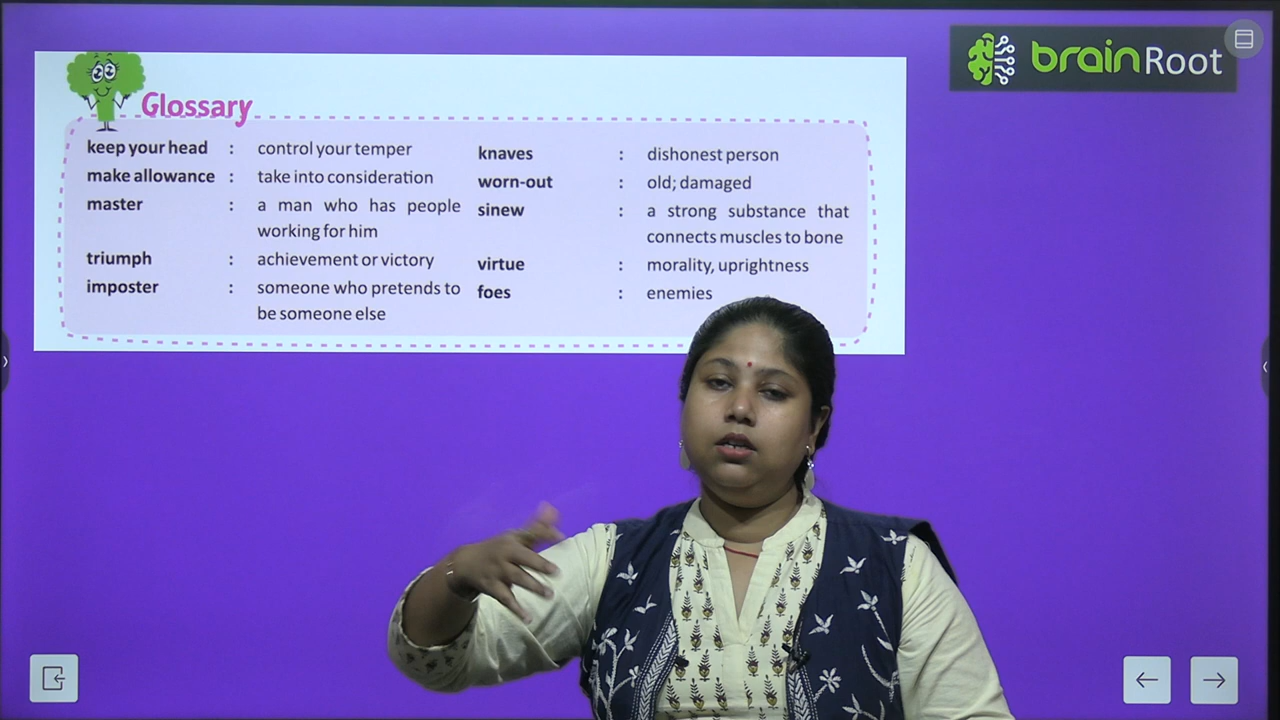 brainRoot
Glossary
keep your head : control your temper
make allowance : take into consideration
master : a man who has people
working for him
triumph : achievement or victory
imposter : someone who pretends to
be someone else
knaves : dishonest person
worn-out : old; damaged
sinew : a strong substance that
connects muscles to bone
virtue : morality, uprightness
foes : enemies